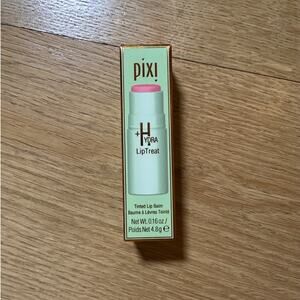 pixi
+HYDRA
LipTreat
Tinted Lip Balm
Baume à Lèvres Teinté
Net Wt. 0.16 oz /
Poids Net 4.8g ℮